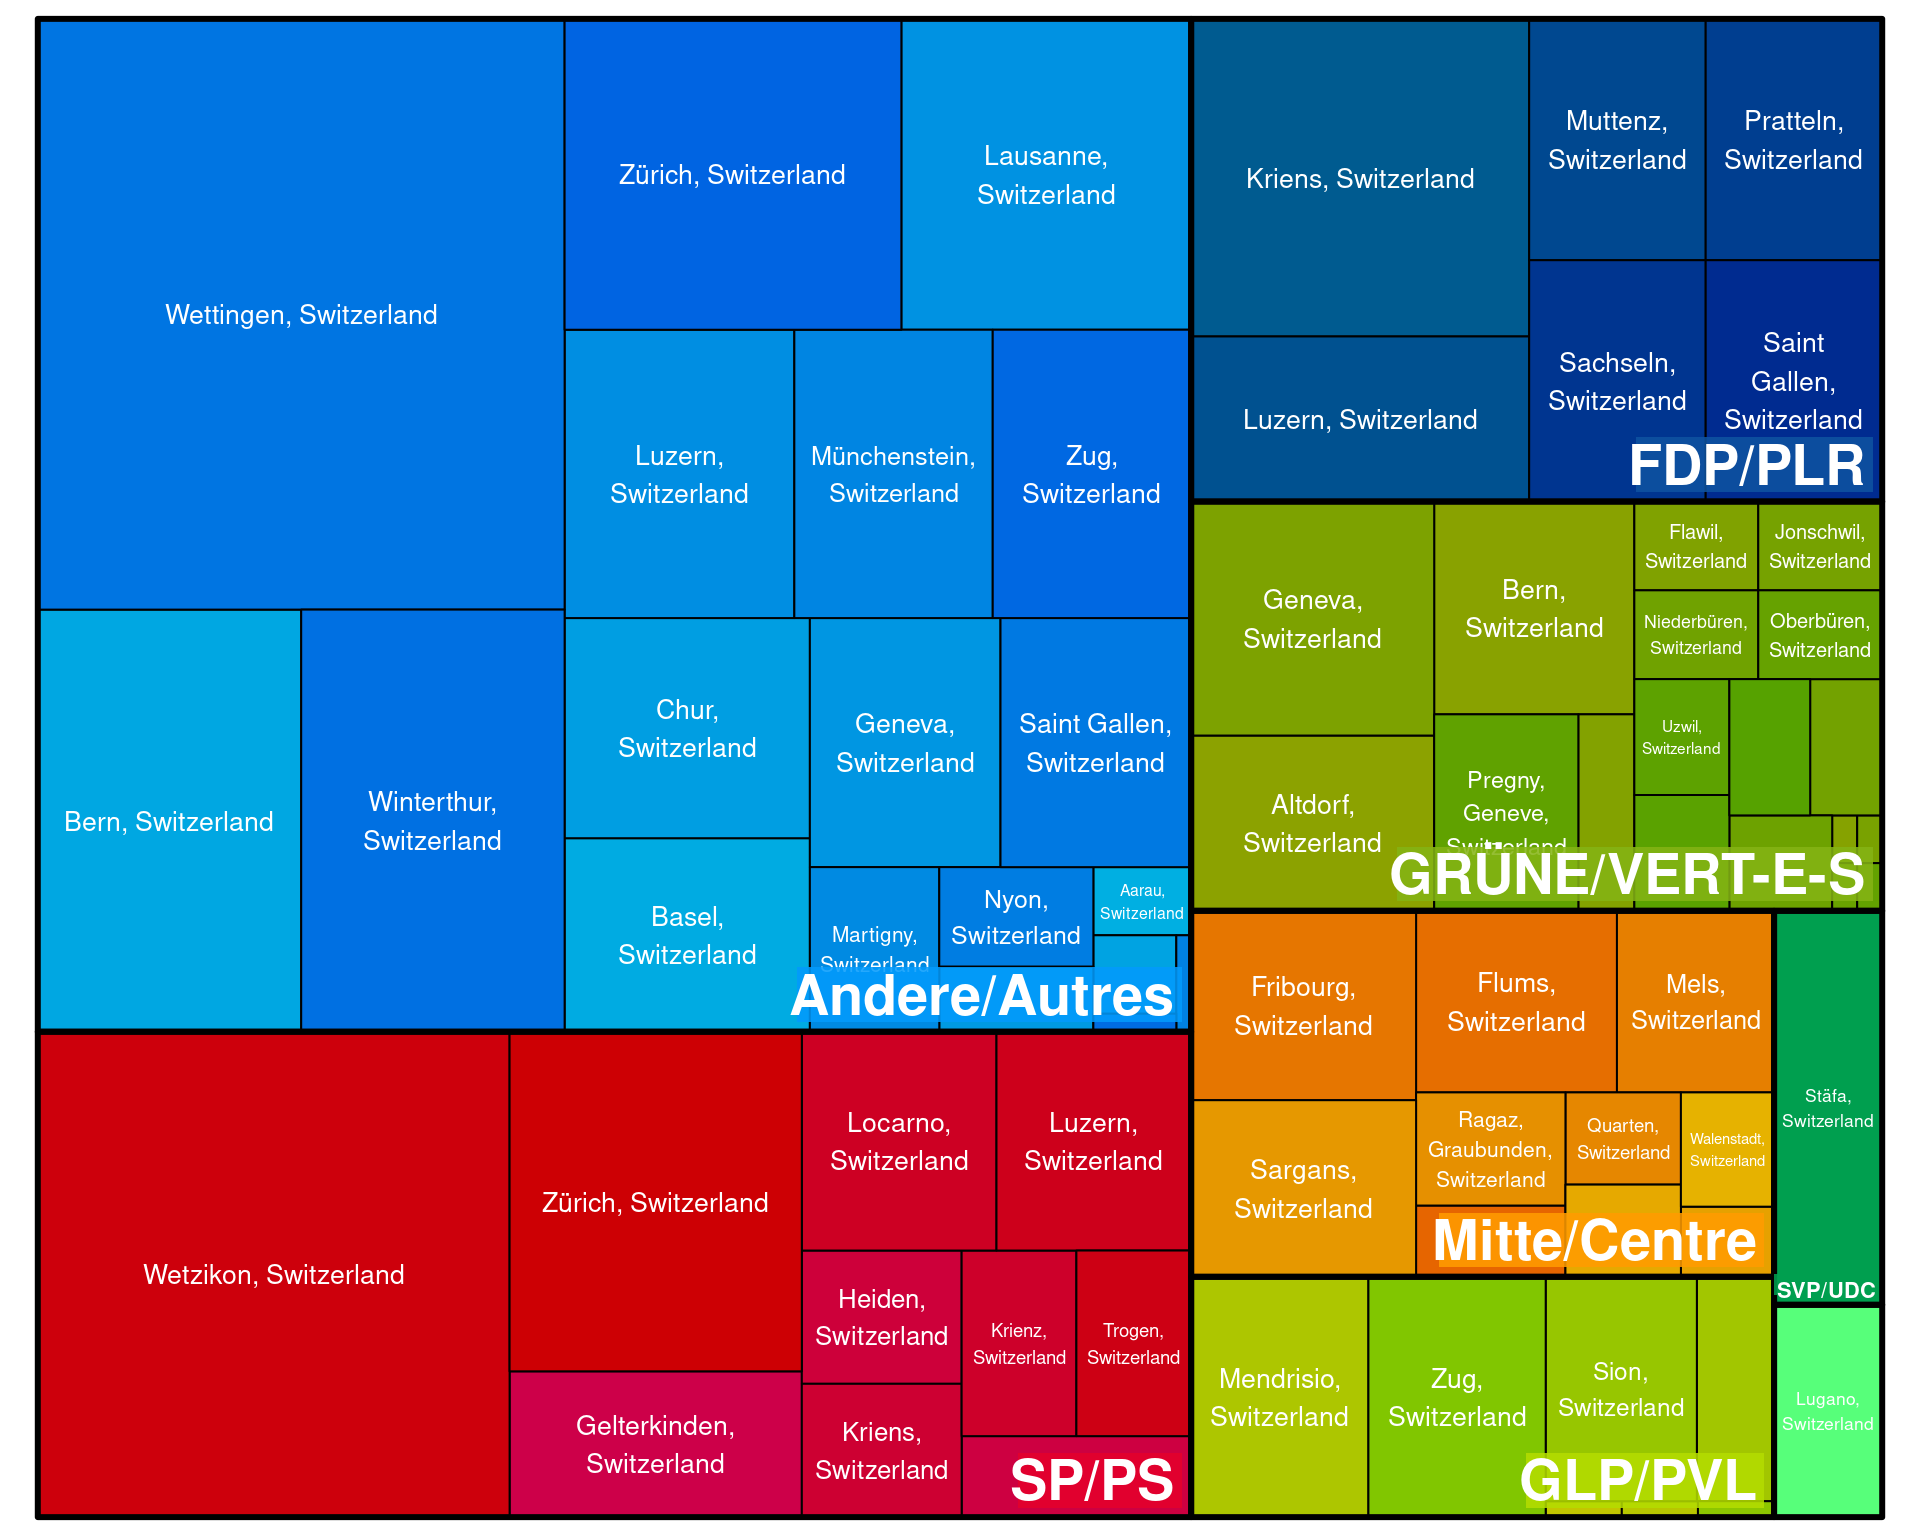 Wettingen, Switzerland
Zürich, Switzerland
Lausanne,
Switzerland
Luzern,
Switzerland
Münchenstein,
Switzerland
Zug,
Switzerland
Bern, Switzerland
Winterthur,
Switzerland
Chur,
Switzerland
Geneva,
Switzerland
Saint Gallen,
Switzerland
Basel,
Switzerland
Martigny,
Switzerland
Nyon,
Switzerland
Aarau,
Switzerland
Andere/Autres
Kriens, Switzerland
Muttenz,
Switzerland
Pratteln,
Switzerland
Luzern, Switzerland
Sachseln,
Switzerland
Saint
Gallen,
Switzerland
FDP/PLR
Geneva,
Switzerland
Bern,
Switzerland
Flawil,
Switzerland
Jonschwil,
Switzerland
Niederbüren,
Switzerland
Oberbüren,
Switzerland
Uzwil,
Switzerland
Altdorf,
Switzerland
Pregny,
Geneve,
Switzerland
GRÜNE/VERT-E-S
Wetzikon, Switzerland
Zürich, Switzerland
Locarno,
Switzerland
Luzern,
Switzerland
Gelterkinden,
Switzerland
Heiden,
Switzerland
Krienz,
Switzerland
Trogen,
Switzerland
Kriens,
Switzerland
SP/PS
Fribourg,
Switzerland
Flums,
Switzerland
Mels,
Switzerland
Sargans,
Switzerland
Ragaz,
Graubunden,
Switzerland
Quarten,
Switzerland
Walenstadt,
Switzerland
Mitte/Centre
Stäfa,
Switzerland
SVP/UDC
Mendrisio,
Switzerland
Zug,
Switzerland
Sion,
Switzerland
GLP/PVL
Lugano,
Switzerland